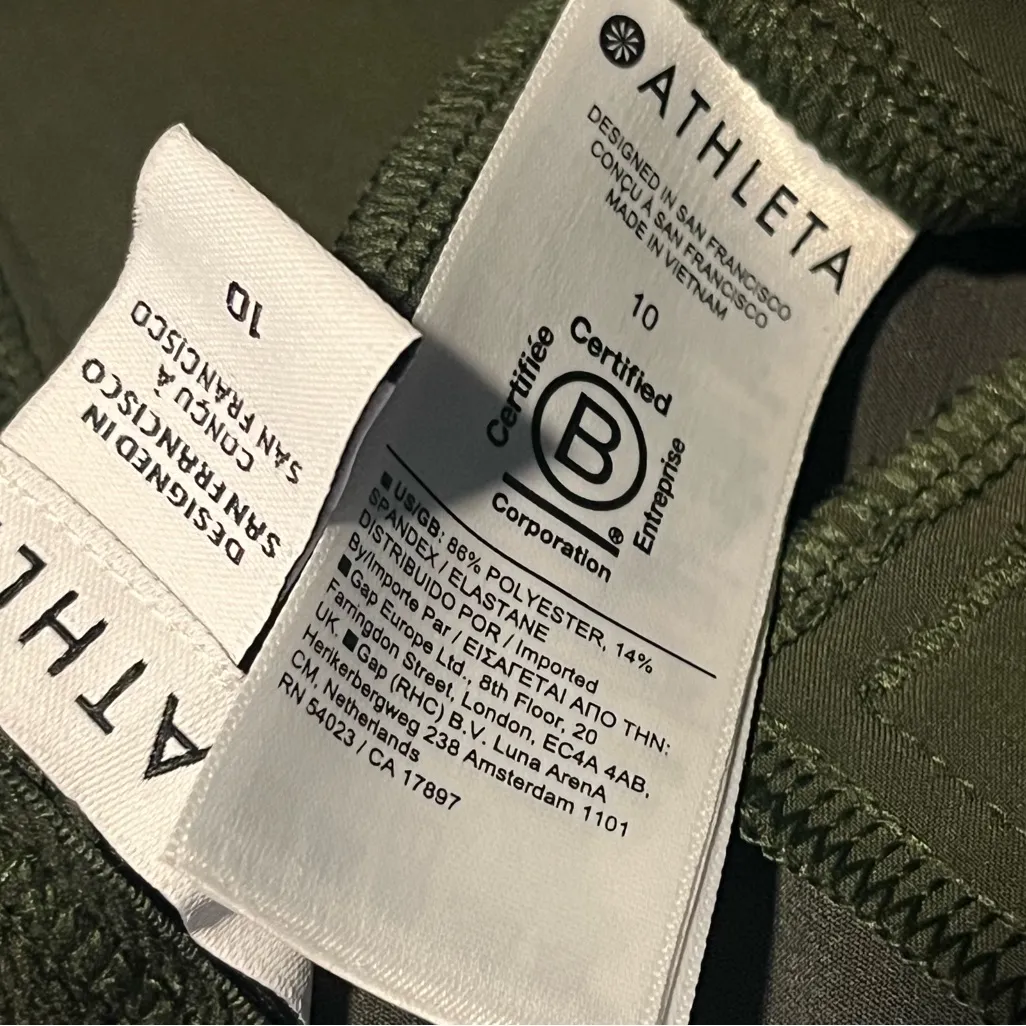 ATHLETA
DESIGNED IN SAN FRANCISCO
CONÇU À SAN FRANCISCO
MADE IN VIETNAM
10
Certifiée
Certified
B
Entreprise
®
Corporation
■ US/GB: 86% POLYESTER, 14%
SPANDEX / ELASTANE
DISTRIBUIDO POR / Imported
By/Importe Par / ΕΙΣΑΓΕΤΑΙ ΑΠΟ ΤΗΝ:
■Gap Europe Ltd., 8th Floor, 20
Farringdon Street, London, EC4A 4AB,
UK, ■Gap (RHC) B.V. Luna ArenA
Herikerbergweg 238 Amsterdam 1101
CM, Netherlands
RN 54023 / CA 17897
ATHL
DESIGNED IN
SAN FRANCISCO
CONÇU À
SAN FRANCISCO
10